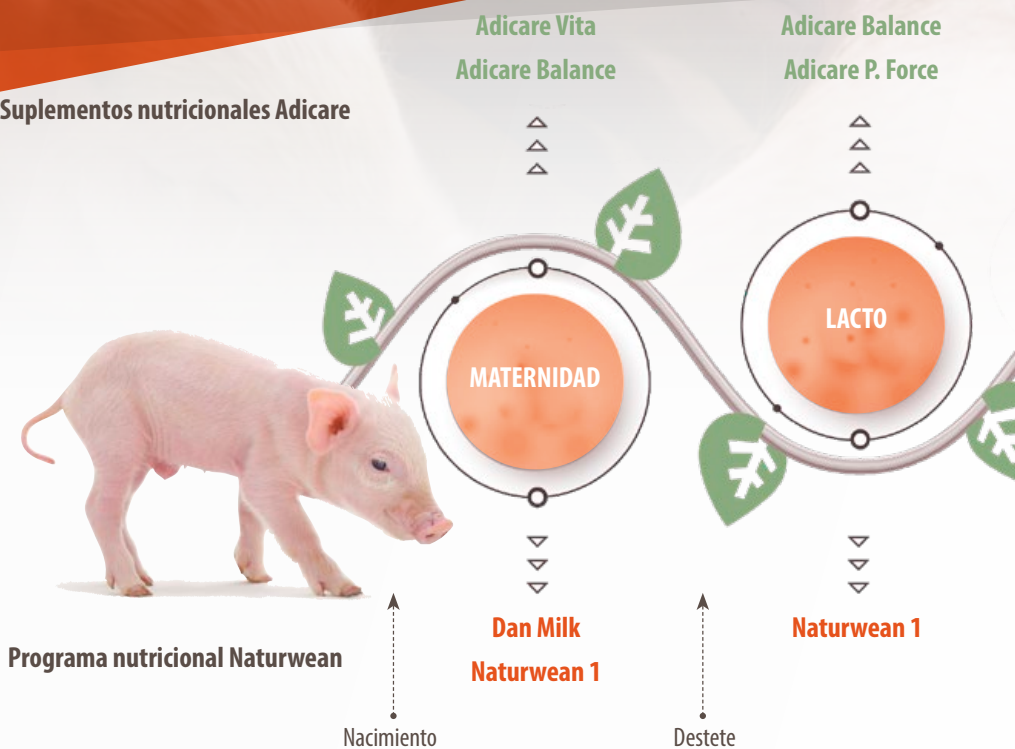 Adicare Vita
Adicare Balance
Adicare Balance
Adicare P. Force
Suplementos nutricionales Adicare
MATERNIDAD
LACTO
Dan Milk
Naturwean 1
Naturwean 1
Programa nutricional Naturwean
Nacimiento
Destete